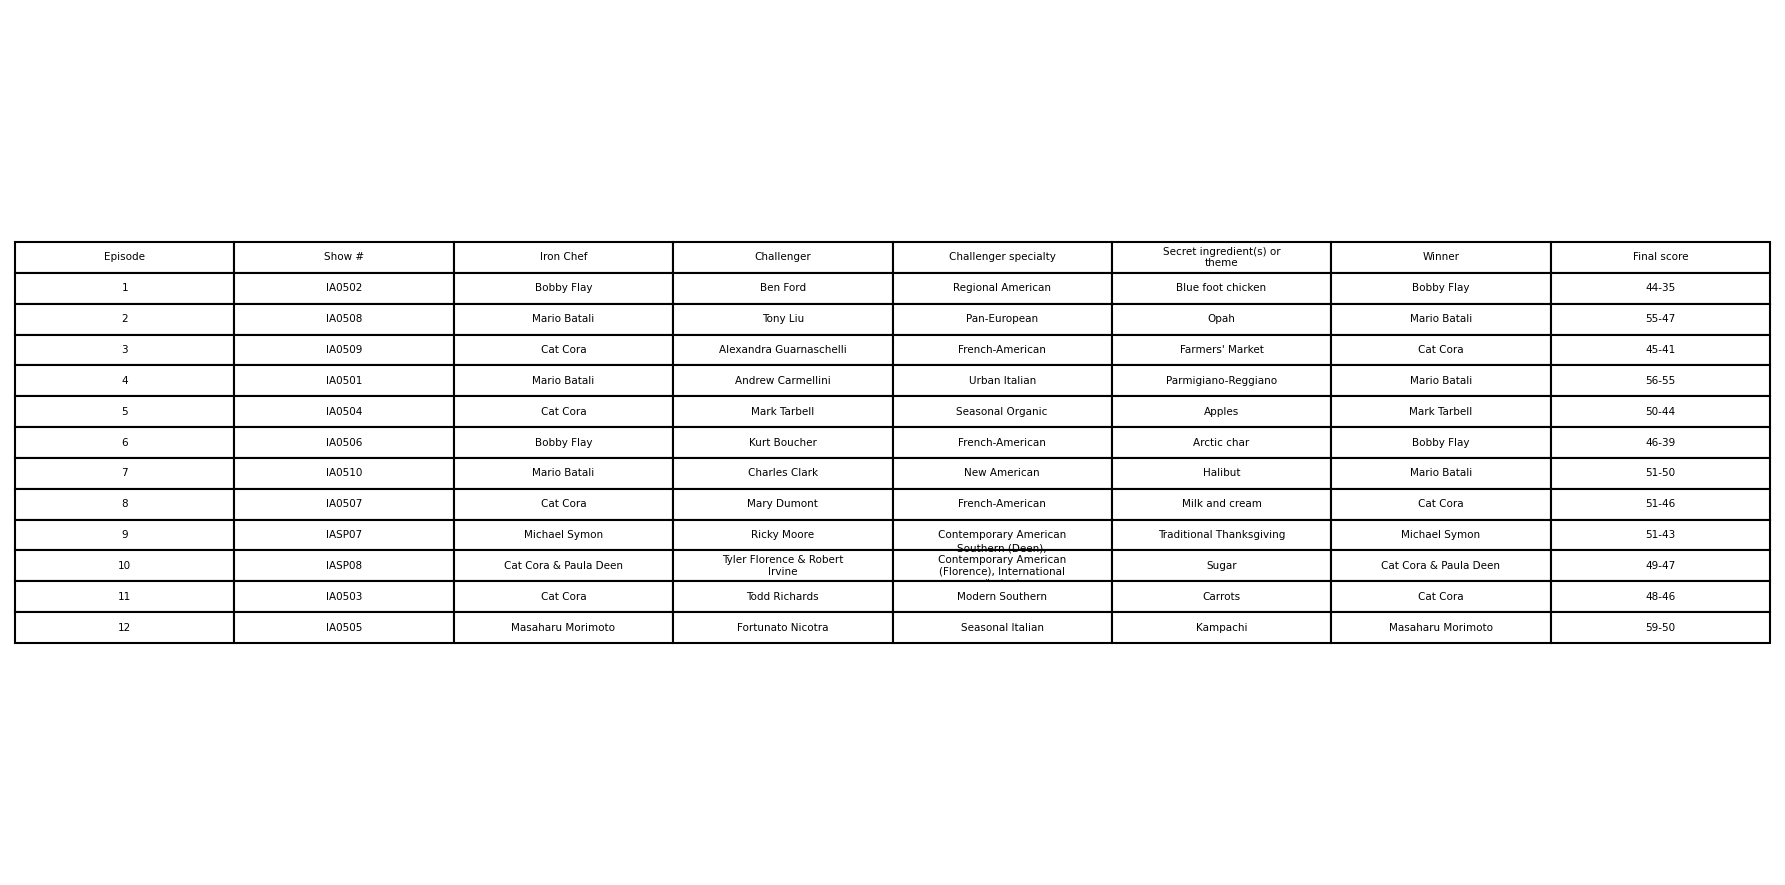 Episode Show # Iron Chef Challenger Challenger specialty Secret ingredient(s) or theme Winner Final score
1 IA0502 Bobby Flay Ben Ford Regional American Blue foot chicken Bobby Flay 44-35
2 IA0508 Mario Batali Tony Liu Pan-European Opah Mario Batali 55-47
3 IA0509 Cat Cora Alexandra Guarnaschelli French-American Farmers' Market Cat Cora 45-41
4 IA0501 Mario Batali Andrew Carmellini Urban Italian Parmigiano-Reggiano Mario Batali 56-55
5 IA0504 Cat Cora Mark Tarbell Seasonal Organic Apples Mark Tarbell 50-44
6 IA0506 Bobby Flay Kurt Boucher French-American Arctic char Bobby Flay 46-39
7 IA0510 Mario Batali Charles Clark New American Halibut Mario Batali 51-50
8 IA0507 Cat Cora Mary Dumont French-American Milk and cream Cat Cora 51-46
9 IASP07 Michael Symon Ricky Moore Contemporary American Traditional Thanksgiving Michael Symon 51-43
10 IASP08 Cat Cora & Paula Deen Tyler Florence & Robert Irvine Southern (Deen), Contemporary American (Florence), International Sugar Cat Cora & Paula Deen 49-47
11 IA0503 Cat Cora Todd Richards Modern Southern Carrots Cat Cora 48-46
12 IA0505 Masaharu Morimoto Fortunato Nicotra Seasonal Italian Kampachi Masaharu Morimoto 59-50